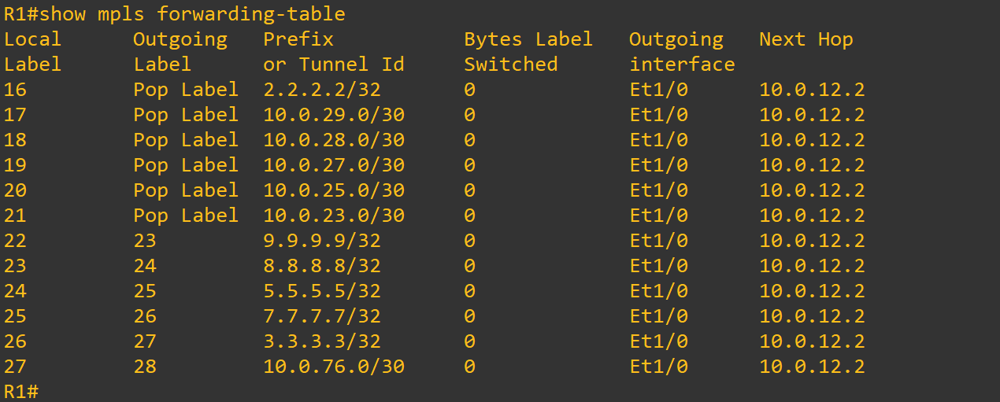 R1#show mpls forwarding-table
Local      Outgoing   Prefix           Bytes Label   Outgoing   Next Hop
Label      Label      or Tunnel Id     Switched      interface
16         Pop Label  2.2.2.2/32       0             Et1/0      10.0.12.2
17         Pop Label  10.0.29.0/30     0             Et1/0      10.0.12.2
18         Pop Label  10.0.28.0/30     0             Et1/0      10.0.12.2
19         Pop Label  10.0.27.0/30     0             Et1/0      10.0.12.2
20         Pop Label  10.0.25.0/30     0             Et1/0      10.0.12.2
21         Pop Label  10.0.23.0/30     0             Et1/0      10.0.12.2
22         23         9.9.9.9/32       0             Et1/0      10.0.12.2
23         24         8.8.8.8/32       0             Et1/0      10.0.12.2
24         25         5.5.5.5/32       0             Et1/0      10.0.12.2
25         26         7.7.7.7/32       0             Et1/0      10.0.12.2
26         27         3.3.3.3/32       0             Et1/0      10.0.12.2
27         28         10.0.76.0/30     0             Et1/0      10.0.12.2
R1#